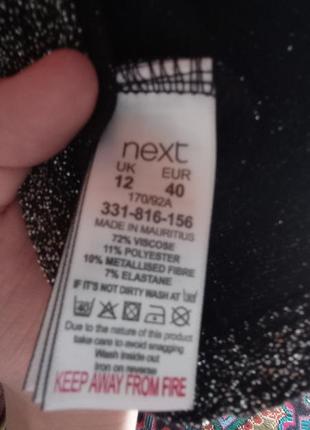 next
UK EUR
12 40
170/92A
331-816-156
MADE IN MAURITIUS
72% VISCOSE
11% POLYESTER
10% METALLISED FIBRE
7% ELASTANE
IF IT'S NOT DIRTY WASH AT
Due to the nature of this product
take care to avoid snagging
Wash inside out
Iron on reverse
KEEP AWAY FROM FIRE